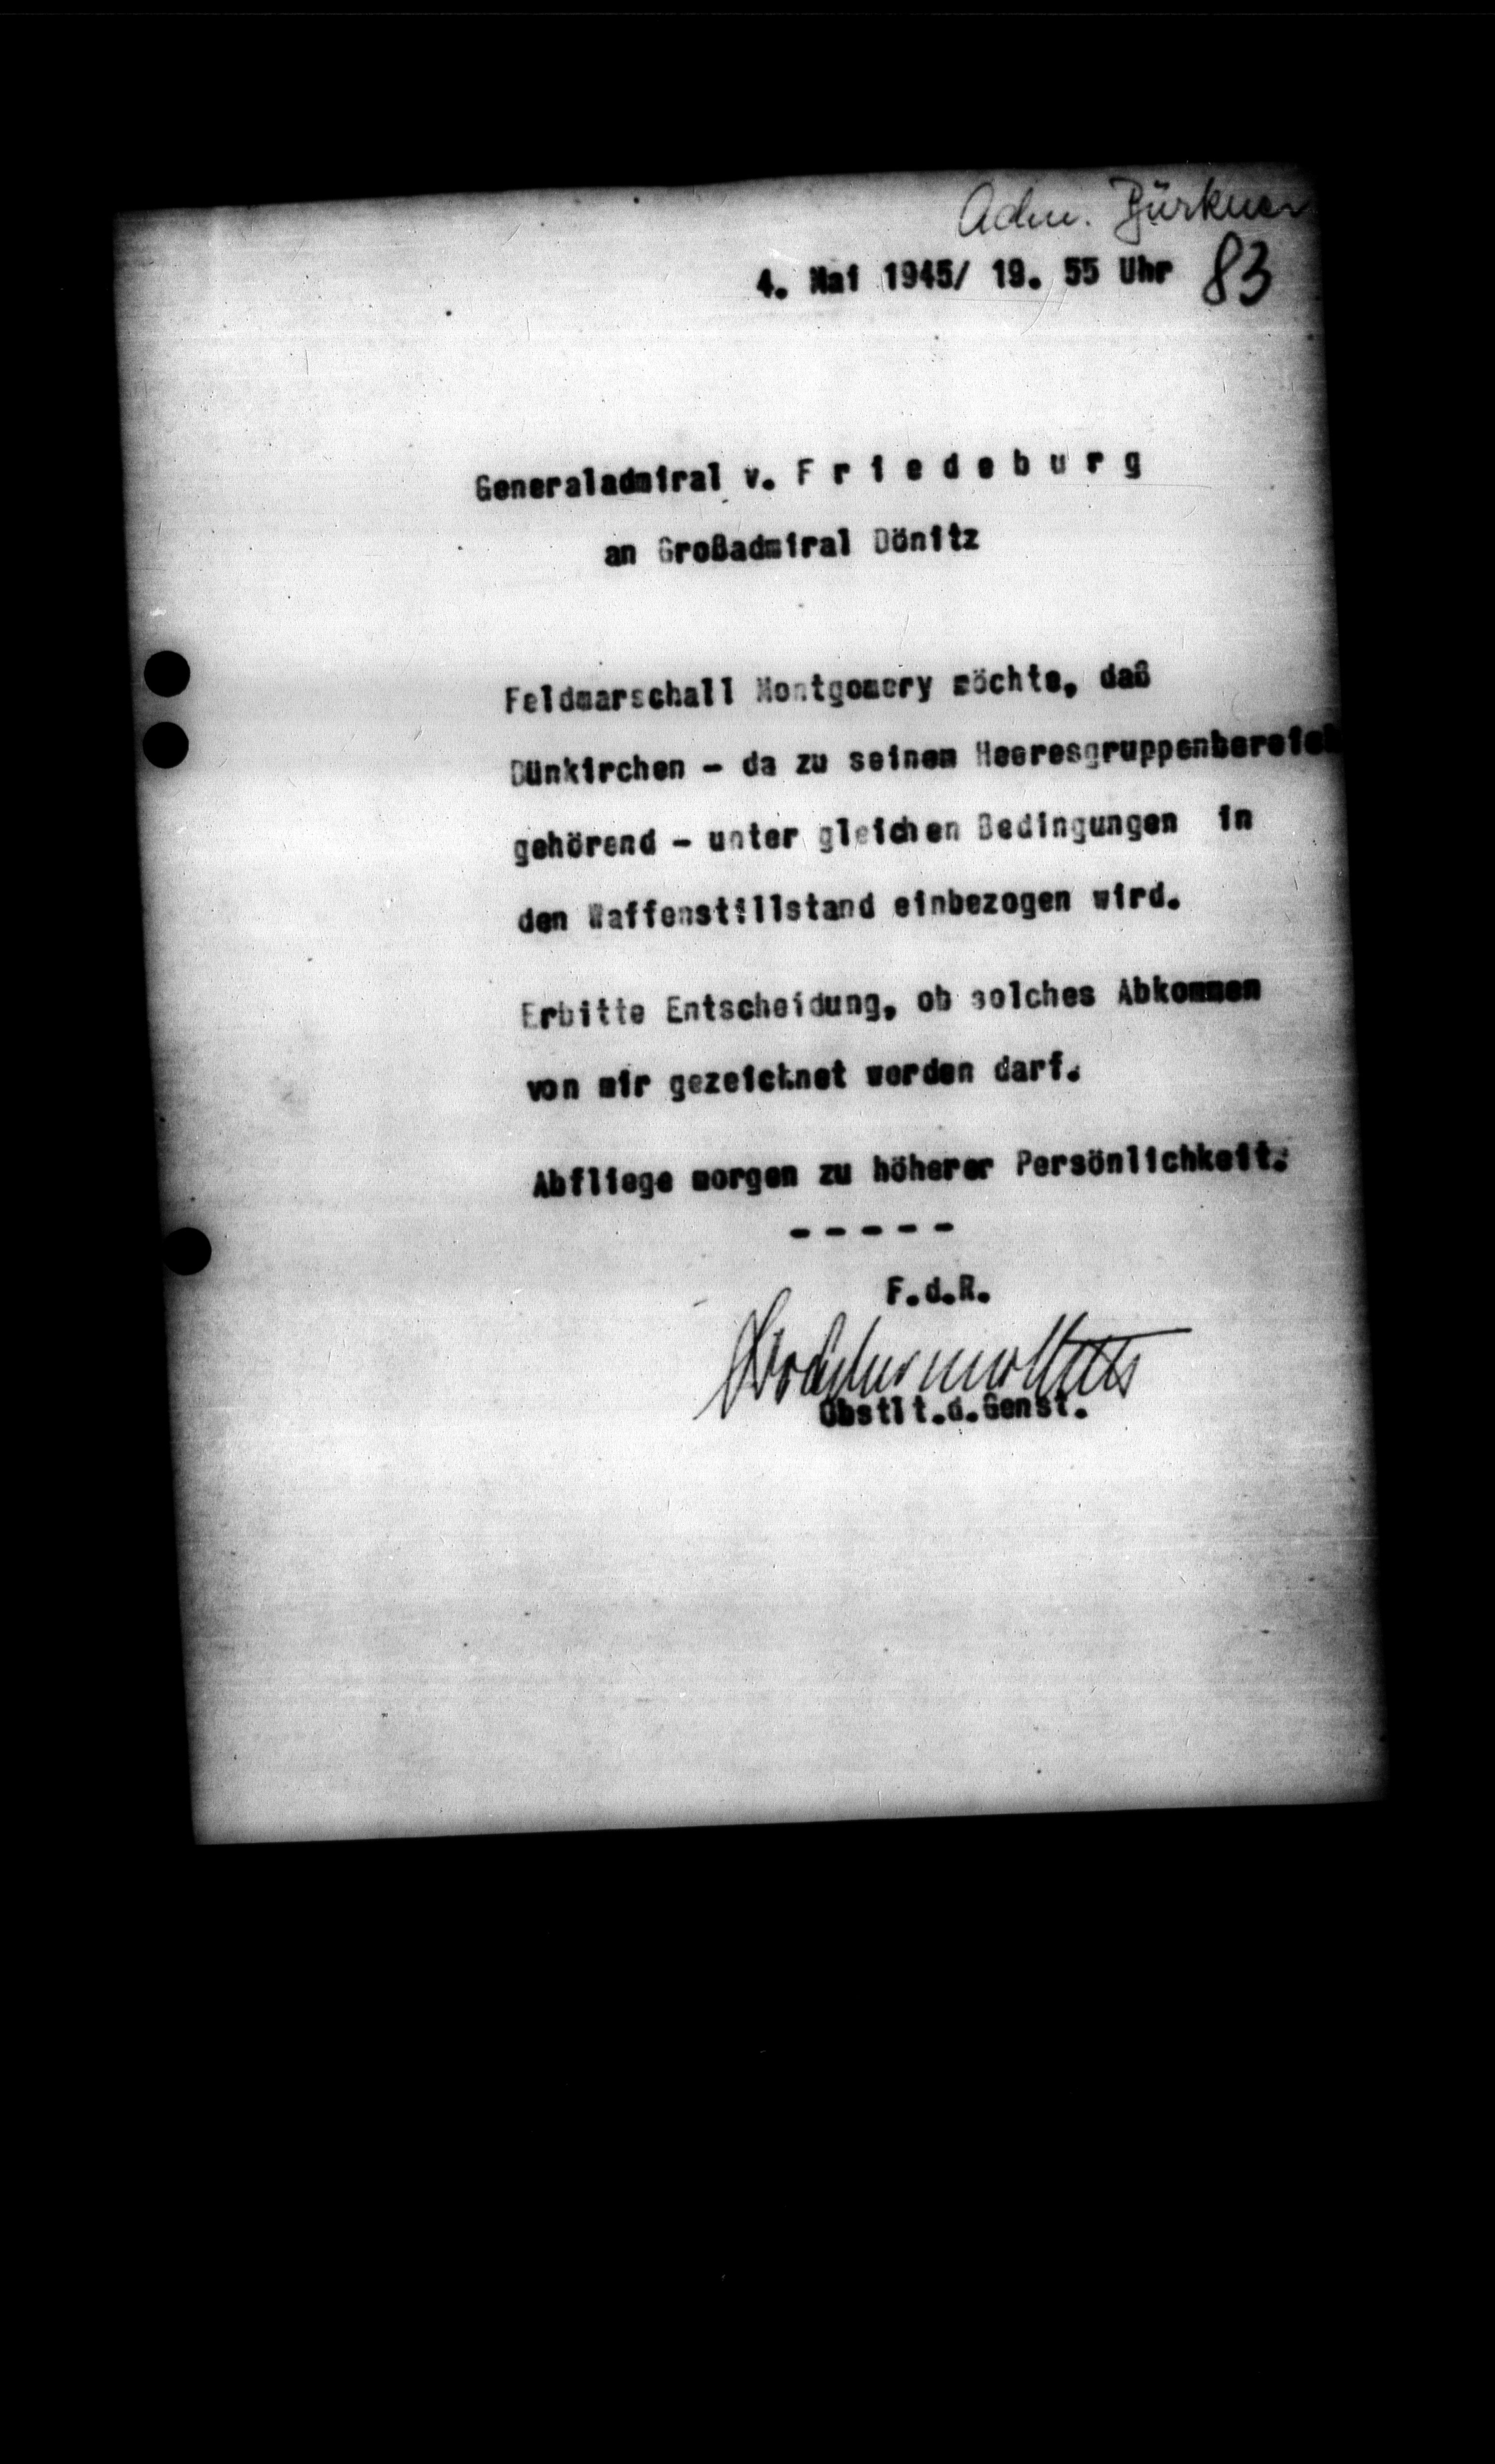 Adm. Bürkner
4. Mai 1945/ 19. 55 Uhr 83
Generaladmiral v. F r i e d e b u r g
an Großadmiral Dönitz
Feldmarschall Montgomery möchte, daß
Dünkirchen - da zu seinem Heeresgruppenbereich
gehörend - unter gleichen Bedingungen in
den Waffenstillstand einbezogen wird.
Erbitte Entscheidung, ob solches Abkommen
von mir gezeichnet werden darf.
Abfliege morgen zu höherer Persönlichkeit.
- - - - -
F.d.R.
Obstlt.d.Genst.